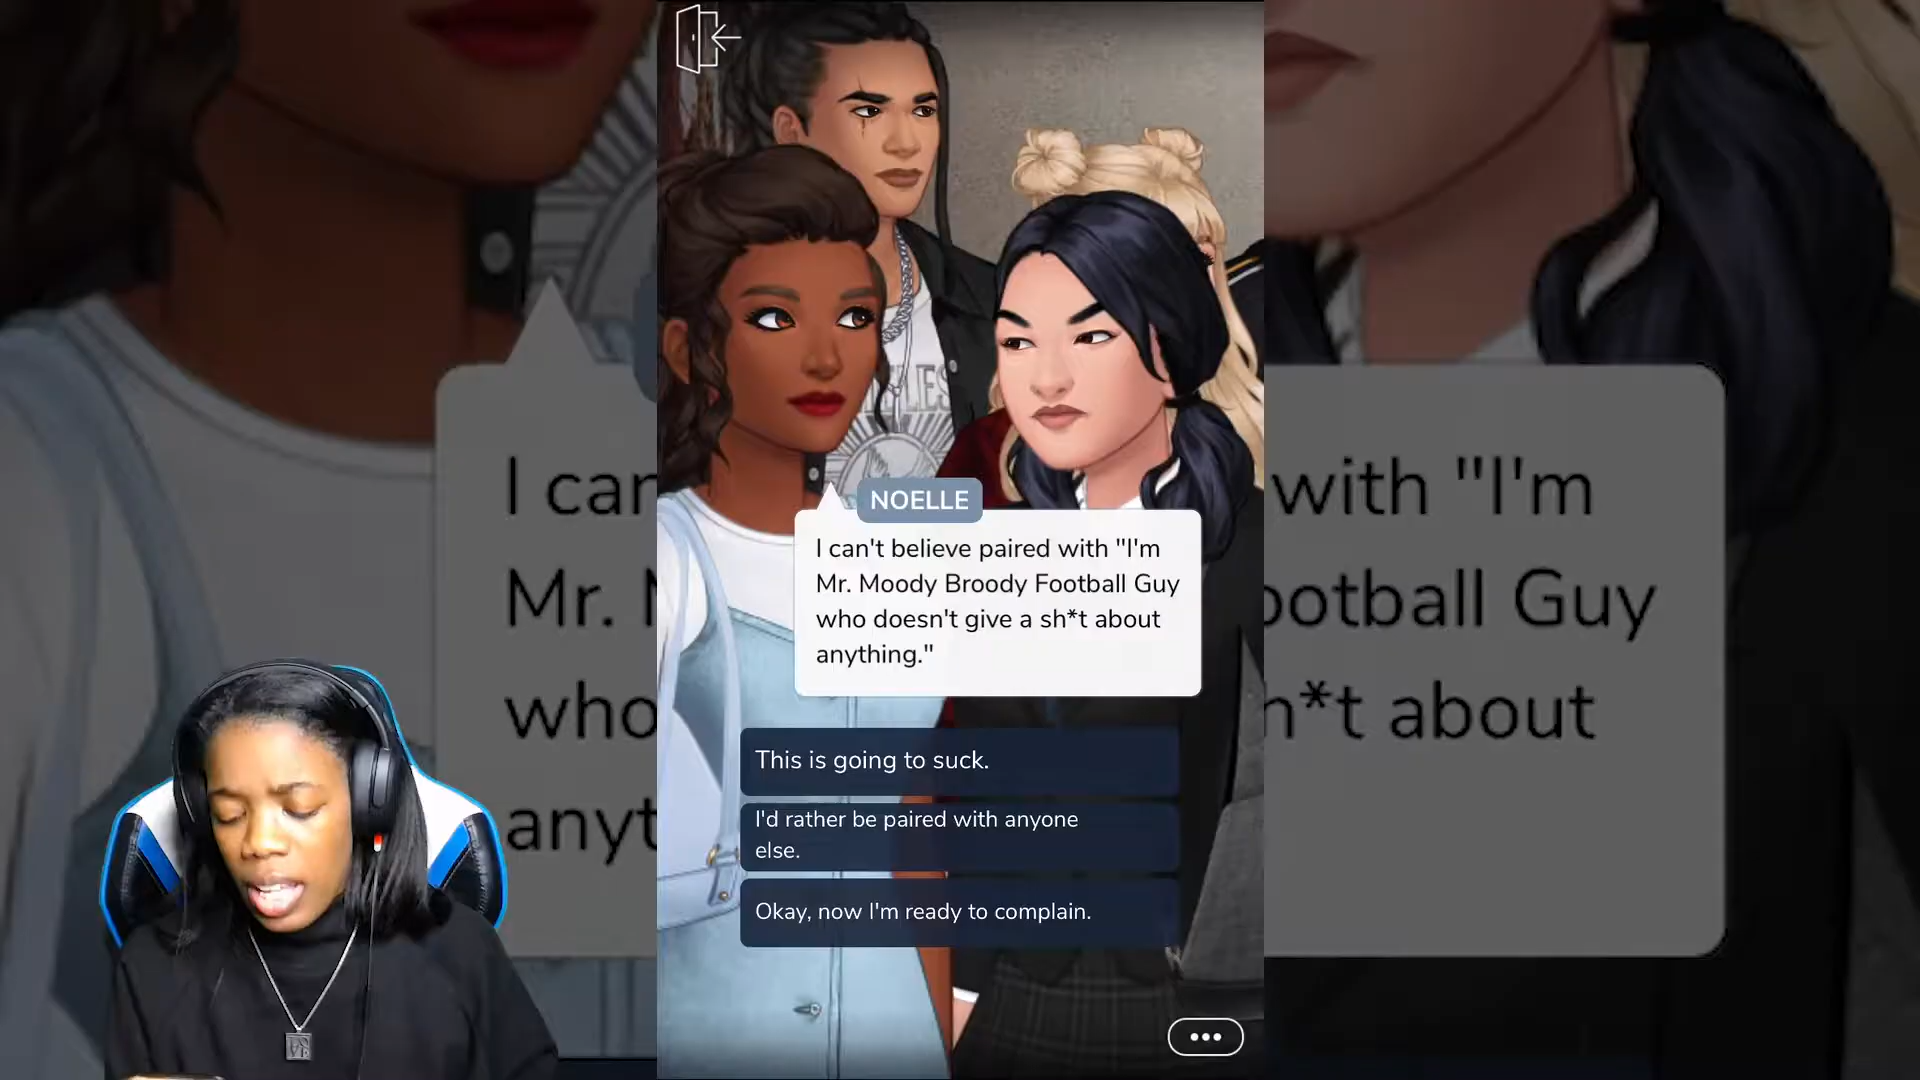 NOELLE
I can't believe paired with "I'm
Mr. Moody Broody Football Guy
who doesn't give a sh*t about
anything."
This is going to suck.
I'd rather be paired with anyone
else.
Okay, now I'm ready to complain.